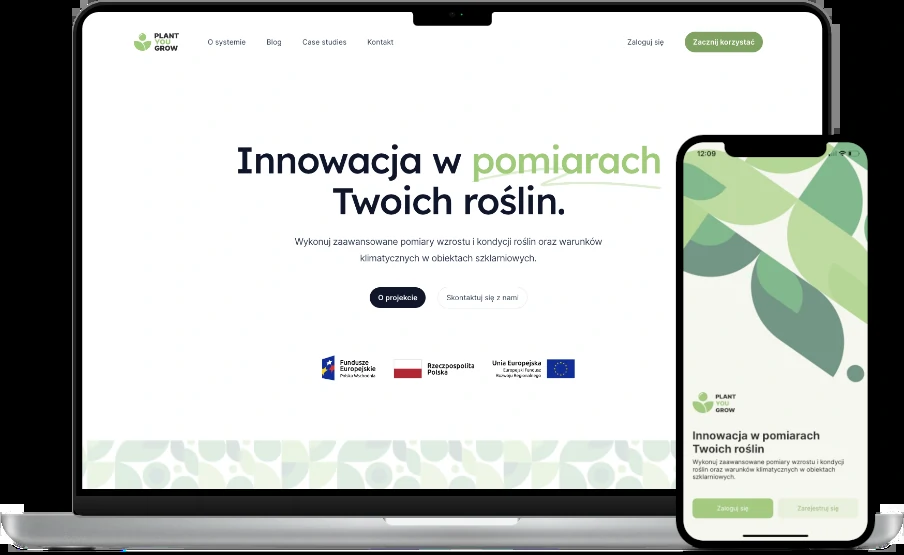 PLANT
YOU
GROW
O systemie
Blog
Case studies
Kontakt
Zaloguj się
Zacznij korzystać
Innowacja w pomiarach
Twoich roślin.
Wykonuj zaawansowane pomiary wzrostu i kondycji roślin oraz warunków
klimatycznych w obiektach szklarniowych.
O projekcie
Skontaktuj się z nami
Fundusze
Europejskie
Polska Wschodnia
Rzeczpospolita
Polska
Unia Europejska
Europejski Fundusz
Rozwoju Regionalnego
12:09
PLANT
YOU
GROW
Innowacja w pomiarach
Twoich roślin
Wykonuj zaawansowane pomiary wzrostu i kondycji
roślin oraz warunków klimatycznych w obiektach
szklarniowych.
Zaloguj się
Zarejestruj się